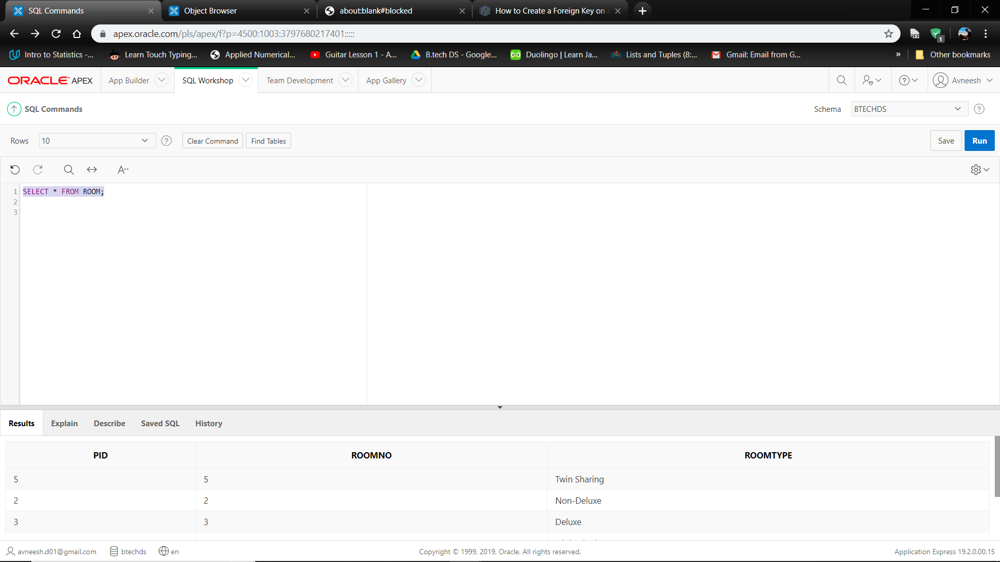 SQL Commands
Object Browser
about:blank#blocked
How to Create a Foreign Key on
apex.oracle.com/pls/apex/f?p=4500:1003:3797680217401:::::
OFF
1
Intro to Statistics -...
Learn Touch Typing...
Applied Numerical...
Guitar Lesson 1 - A...
B.tech DS - Google...
Duolingo | Learn Ja...
Lists and Tuples (8:...
Gmail: Email from G...
»
Other bookmarks
ORACLE APEX
App Builder
SQL Workshop
Team Development
App Gallery
Avneesh
SQL Commands
Schema
BTECHDS
Rows
10
Clear Command
Find Tables
Save
Run
A··
1 SELECT * FROM ROOM;
2
3
Results
Explain
Describe
Saved SQL
History
PID ROOMNO ROOMTYPE
5 5 Twin Sharing
2 2 Non-Deluxe
3 3 Deluxe
avneesh.d01@gmail.com
btechds
en
Copyright © 1999, 2019, Oracle. All rights reserved.
Application Express 19.2.0.00.15